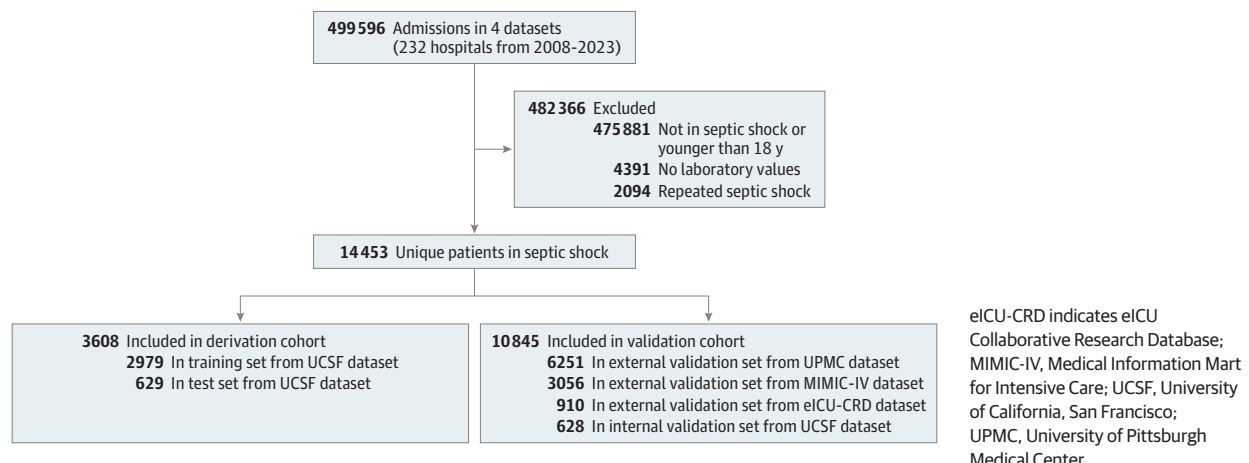 499596 Admissions in 4 datasets
(232 hospitals from 2008-2023)
482366 Excluded
475881 Not in septic shock or
younger than 18 y
4391 No laboratory values
2094 Repeated septic shock
14453 Unique patients in septic shock
3608 Included in derivation cohort
2979 In training set from UCSF dataset
629 In test set from UCSF dataset
10845 Included in validation cohort
6251 In external validation set from UPMC dataset
3056 In external validation set from MIMIC-IV dataset
910 In external validation set from eICU-CRD dataset
628 In internal validation set from UCSF dataset
eICU-CRD indicates eICU
Collaborative Research Database;
MIMIC-IV, Medical Information Mart
for Intensive Care; UCSF, University
of California, San Francisco;
UPMC, University of Pittsburgh
Medical Center